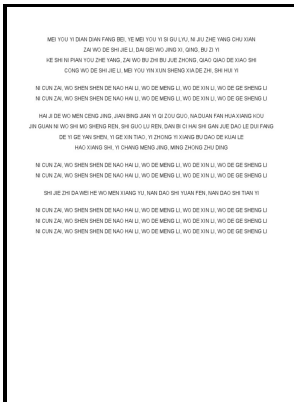 MEI YOU YI DIAN DIAN FANG BEI, YE MEI YOU YI SI GU LYU, NI JIU ZHE YANG CHU XIAN
ZAI WO DE SHI JIE LI, DAI GEI WO JING XI, QING, BU ZI YI
KE SHI NI PIAN YOU ZHE YANG, ZAI WO BU ZHI BU JUE ZHONG, QIAO QIAO DE XIAO SHI
CONG WO DE SHI JIE LI, MEI YOU YIN XUN SHENG XIA DE ZHI, SHI HUI YI
NI CUN ZAI, WO SHEN SHEN DE NAO HAI LI, WO DE MENG LI, WO DE XIN LI, WO DE GE SHENG LI
NI CUN ZAI, WO SHEN SHEN DE NAO HAI LI, WO DE MENG LI, WO DE XIN LI, WO DE GE SHENG LI
HAI JI DE WO MEN CENG JING, JIAN BING JIAN YI QI ZOU GUO, NA DUAN FAN HUA XIANG KOU
JIN GUAN NI WO SHI MO SHENG REN, SHI GUO LU REN, DAN BI CI HAI SHI GAN JUE DAO LE DUI FANG
DE YI GE YAN SHEN, YI GE XIN TIAO, YI ZHONG YI XIANG BU DAO DE KUAI LE
HAO XIANG SHI, YI CHANG MENG JING, MING ZHONG ZHU DING
NI CUN ZAI, WO SHEN SHEN DE NAO HAI LI, WO DE MENG LI, WO DE XIN LI, WO DE GE SHENG LI
NI CUN ZAI, WO SHEN SHEN DE NAO HAI LI, WO DE MENG LI, WO DE XIN LI, WO DE GE SHENG LI
SHI JIE ZHI DA WEI HE WO MEN XIANG YU, NAN DAO SHI YUAN FEN, NAN DAO SHI TIAN YI
NI CUN ZAI, WO SHEN SHEN DE NAO HAI LI, WO DE MENG LI, WO DE XIN LI, WO DE GE SHENG LI
NI CUN ZAI, WO SHEN SHEN DE NAO HAI LI, WO DE MENG LI, WO DE XIN LI, WO DE GE SHENG LI
NI CUN ZAI, WO SHEN SHEN DE NAO HAI LI, WO DE MENG LI, WO DE XIN LI, WO DE GE SHENG LI